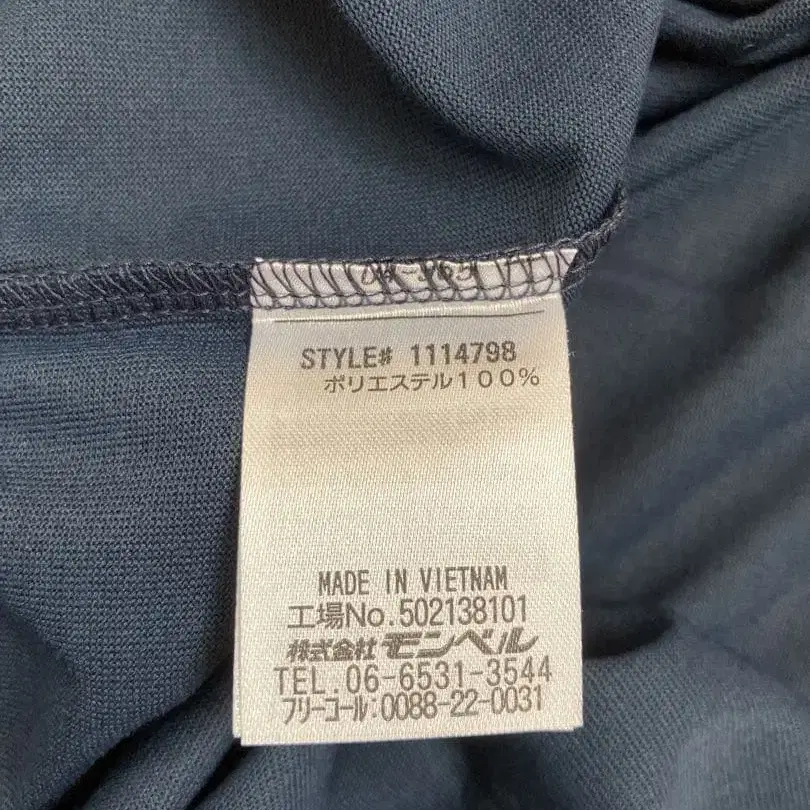 STYLE# 1114798
ポリエステル100%
MADE IN VIETNAM
工場No.502138101
株式会社 モンベル
TEL.06-6531-3544
フリーコール:0088-22-0031